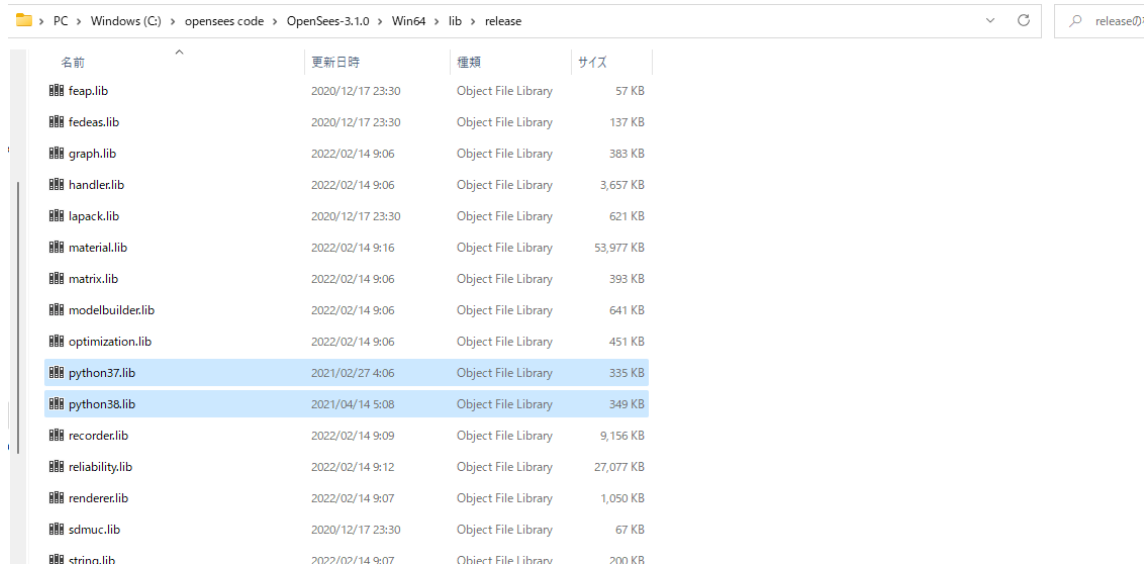 PC > Windows (C:) > opensees code > OpenSees-3.1.0 > Win64 > lib > release
releaseの
名前 更新日時 種類 サイズ
feap.lib 2020/12/17 23:30 Object File Library 57 KB
fedeas.lib 2020/12/17 23:30 Object File Library 137 KB
graph.lib 2022/02/14 9:06 Object File Library 383 KB
handler.lib 2022/02/14 9:06 Object File Library 3,657 KB
lapack.lib 2020/12/17 23:30 Object File Library 621 KB
material.lib 2022/02/14 9:16 Object File Library 53,977 KB
matrix.lib 2022/02/14 9:06 Object File Library 393 KB
modelbuilder.lib 2022/02/14 9:06 Object File Library 641 KB
optimization.lib 2022/02/14 9:06 Object File Library 451 KB
python37.lib 2021/02/27 4:06 Object File Library 335 KB
python38.lib 2021/04/14 5:08 Object File Library 349 KB
recorder.lib 2022/02/14 9:09 Object File Library 9,156 KB
reliability.lib 2022/02/14 9:12 Object File Library 27,077 KB
renderer.lib 2022/02/14 9:07 Object File Library 1,050 KB
sdmuc.lib 2020/12/17 23:30 Object File Library 67 KB
string.lib 2022/02/14 9:07 Object File Library 200 KB